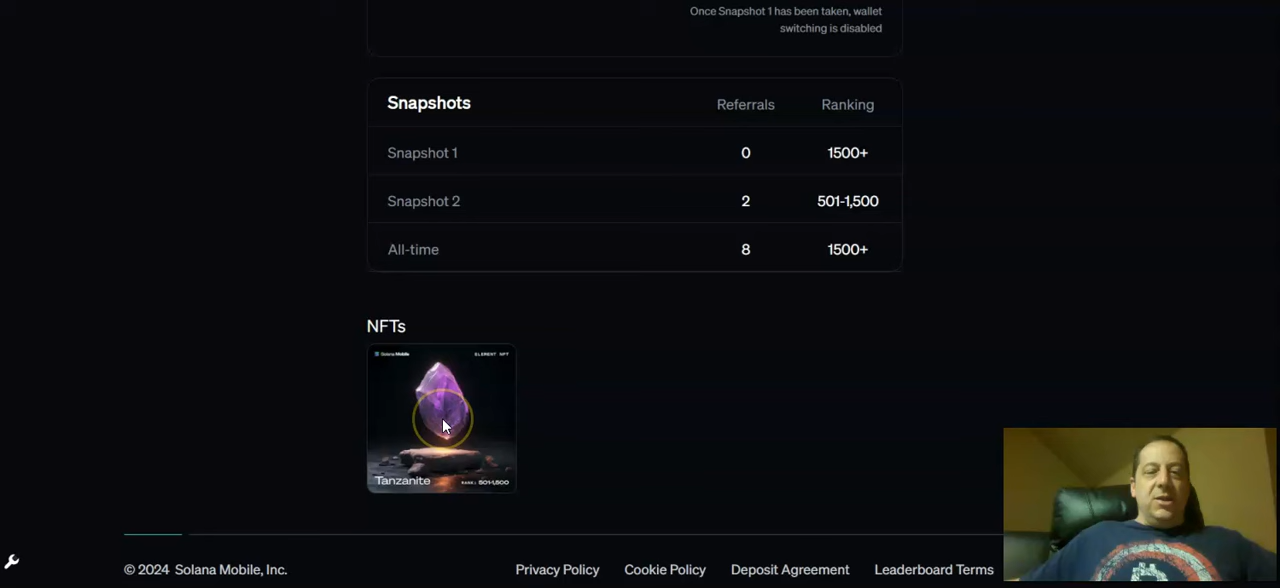 Once Snapshot 1 has been taken, wallet
switching is disabled
Snapshots Referrals Ranking
Snapshot 1 0 1500+
Snapshot 2 2 501-1,500
All-time 8 1500+
NFTs
Solana Mobile ELEMENT NFT
Tanzanite RANK: 501-1,500
© 2024 Solana Mobile, Inc. Privacy Policy Cookie Policy Deposit Agreement Leaderboard Terms